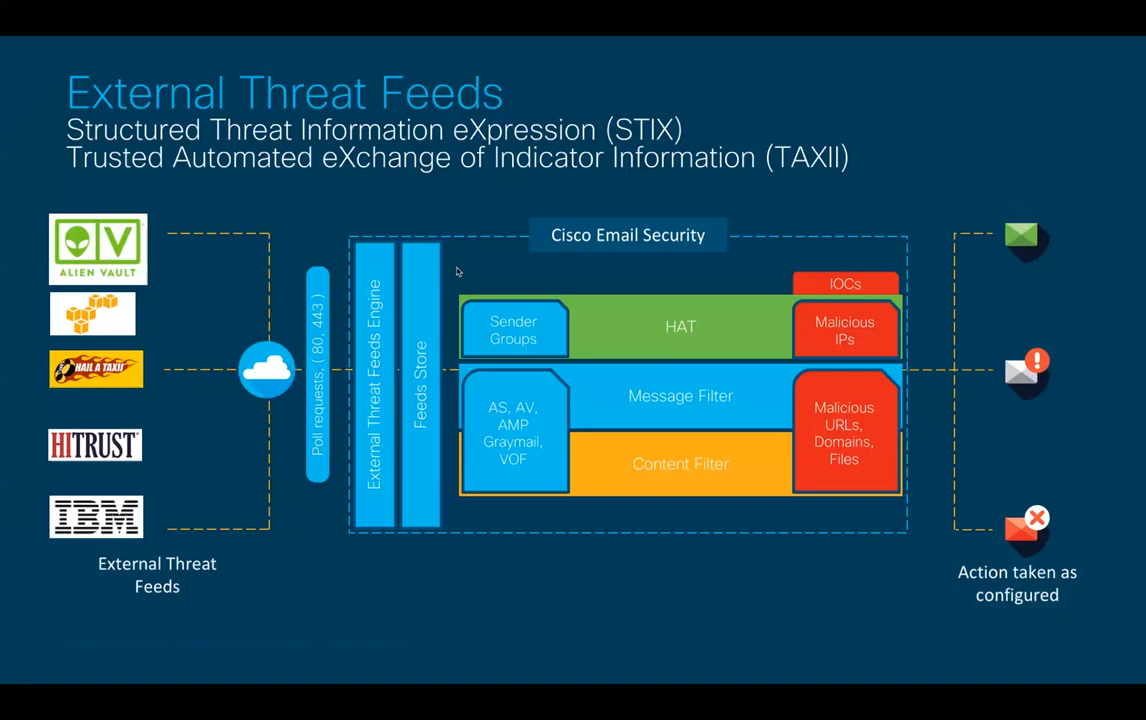 External Threat Feeds
Structured Threat Information eXpression (STIX)
Trusted Automated eXchange of Indicator Information (TAXII)
ALIEN VAULT
HAIL A TAXII
HITRUST
IBM
External Threat
Feeds
Poll requests, ( 80, 443 )
External Threat Feeds Engine
Feeds Store
Cisco Email Security
IOCs
Sender
Groups
HAT
Malicious
IPs
Message Filter
AS, AV,
AMP
Graymail,
VOF
Malicious
URLs,
Domains,
Files
Content Filter
Action taken as
configured